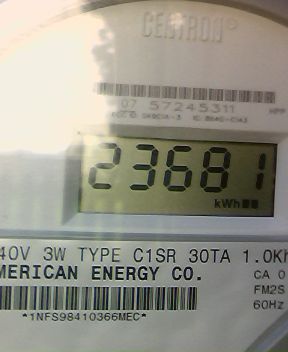 CENTRON®
07 57245311
23681
kWh
40V 3W TYPE C1SR 30TA 1.0Kh
MERICAN ENERGY CO.
CA 0
FM2S
60Hz
*1NFS98410366MEC*